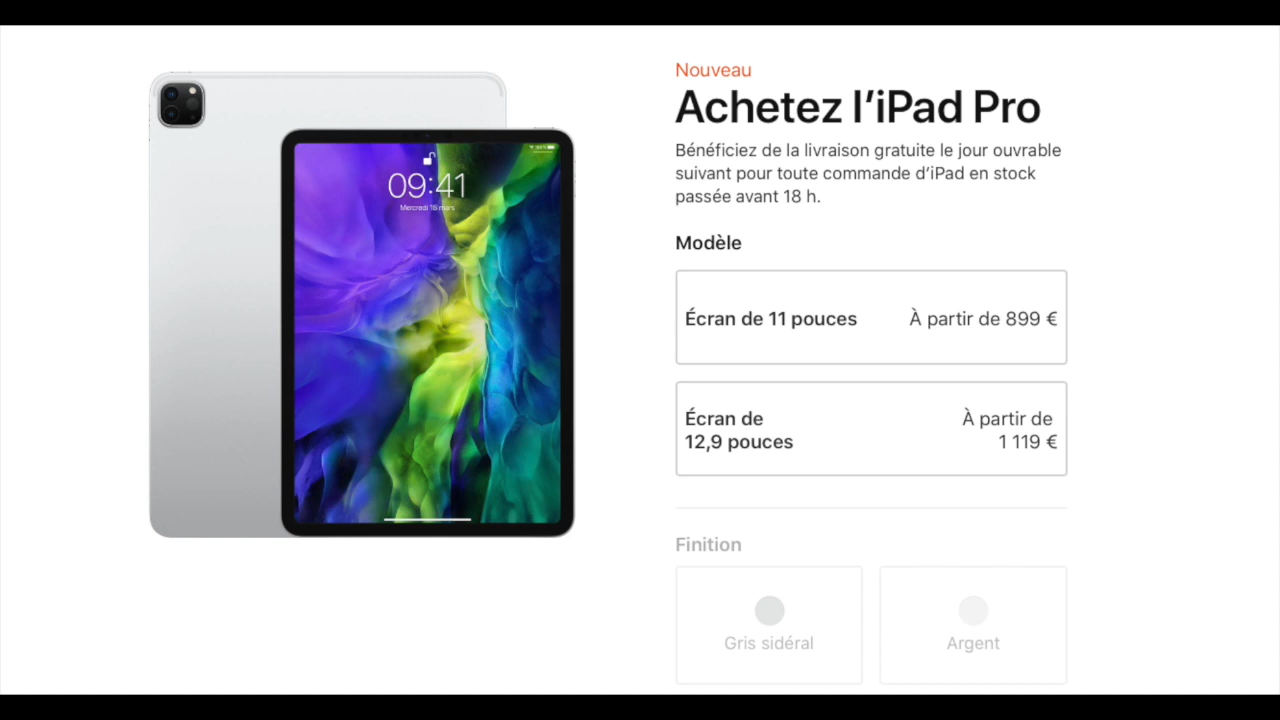 Nouveau
Achetez l’iPad Pro
Bénéficiez de la livraison gratuite le jour ouvrable
suivant pour toute commande d’iPad en stock
passée avant 18 h.
09:41
Mercredi 18 mars
Modèle
Écran de 11 pouces À partir de 899 €
Écran de À partir de
12,9 pouces 1 119 €
Finition
Gris sidéral Argent